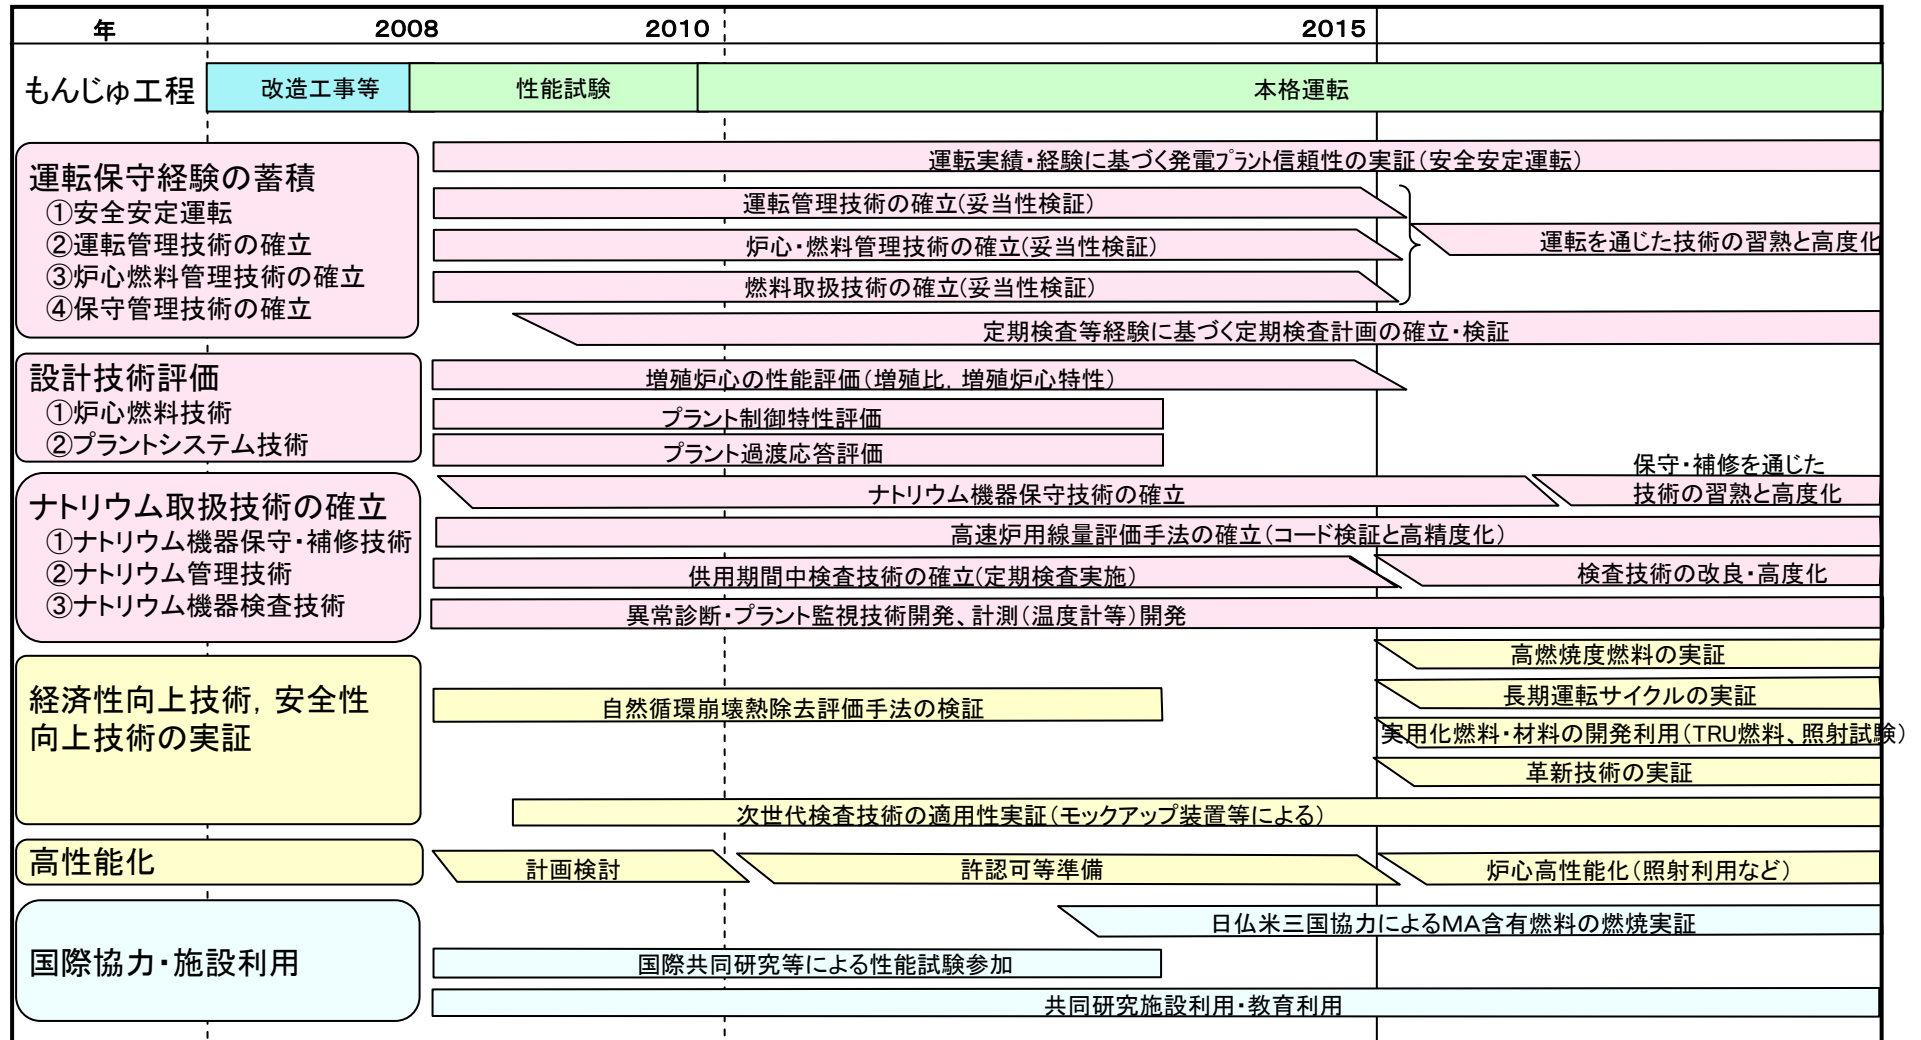 年 2008 2010 2015
もんじゅ工程 改造工事等 性能試験 本格運転
運転保守経験の蓄積
①安全安定運転
②運転管理技術の確立
③炉心燃料管理技術の確立
④保守管理技術の確立
運転実績・経験に基づく発電プラント信頼性の実証(安全安定運転)
運転管理技術の確立(妥当性検証)
炉心・燃料管理技術の確立(妥当性検証)
燃料取扱技術の確立(妥当性検証)
運転を通じた技術の習熟と高度化
定期検査等経験に基づく定期検査計画の確立・検証
設計技術評価
①炉心燃料技術
②プラントシステム技術
増殖炉心の性能評価(増殖比, 増殖炉心特性)
プラント制御特性評価
プラント過渡応答評価
ナトリウム取扱技術の確立
①ナトリウム機器保守・補修技術
②ナトリウム管理技術
③ナトリウム機器検査技術
ナトリウム機器保守技術の確立
保守・補修を通じた
技術の習熟と高度化
高速炉用線量評価手法の確立(コード検証と高精度化)
供用期間中検査技術の確立(定期検査実施)
検査技術の改良・高度化
異常診断・プラント監視技術開発、計測(温度計等)開発
経済性向上技術, 安全性
向上技術の実証
高燃焼度燃料の実証
自然循環崩壊熱除去評価手法の検証
長期運転サイクルの実証
実用化燃料・材料の開発利用(TRU燃料、照射試験)
革新技術の実証
次世代検査技術の適用性実証(モックアップ装置等による)
高性能化
計画検討
許認可等準備
炉心高性能化(照射利用など)
国際協力・施設利用
日仏米三国協力によるMA含有燃料の燃焼実証
国際共同研究等による性能試験参加
共同研究施設利用・教育利用